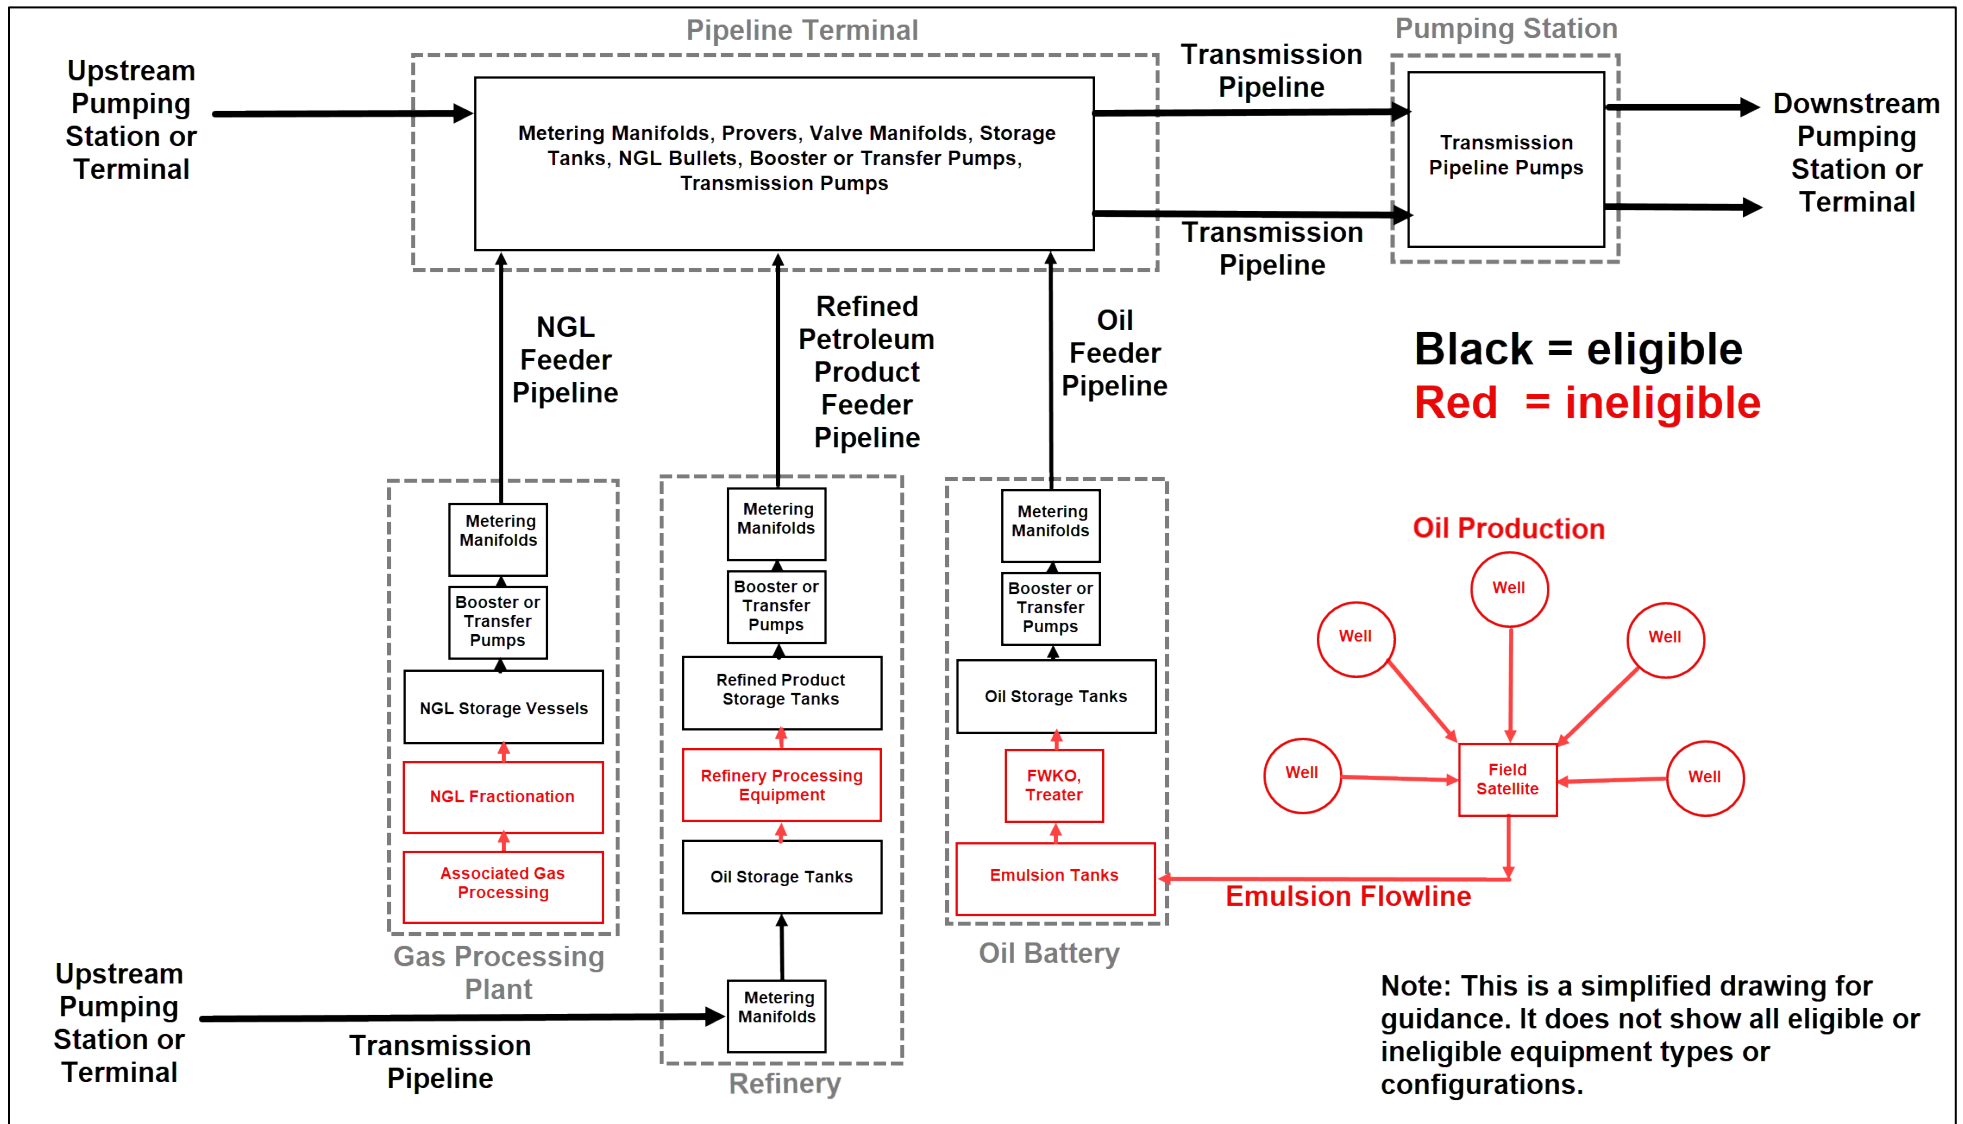 Pipeline Terminal
Pumping Station
Upstream
Pumping
Station or
Terminal
Metering Manifolds, Provers, Valve Manifolds, Storage
Tanks, NGL Bullets, Booster or Transfer Pumps,
Transmission Pumps
Transmission
Pipeline
Transmission
Pipeline
Transmission
Pipeline Pumps
Downstream
Pumping
Station or
Terminal
NGL
Feeder
Pipeline
Refined
Petroleum
Product
Feeder
Pipeline
Oil
Feeder
Pipeline
Black = eligible
Red = ineligible
Metering
Manifolds
Booster or
Transfer
Pumps
NGL Storage Vessels
NGL Fractionation
Associated Gas
Processing
Gas Processing
Plant
Metering
Manifolds
Booster or
Transfer
Pumps
Refined Product
Storage Tanks
Refinery Processing
Equipment
Oil Storage Tanks
Metering
Manifolds
Refinery
Metering
Manifolds
Booster or
Transfer
Pumps
Oil Storage Tanks
FWKO,
Treater
Emulsion Tanks
Oil Battery
Oil Production
Well
Well
Well
Well
Well
Field
Satellite
Emulsion Flowline
Upstream
Pumping
Station or
Terminal
Transmission
Pipeline
Note: This is a simplified drawing for
guidance. It does not show all eligible or
ineligible equipment types or
configurations.